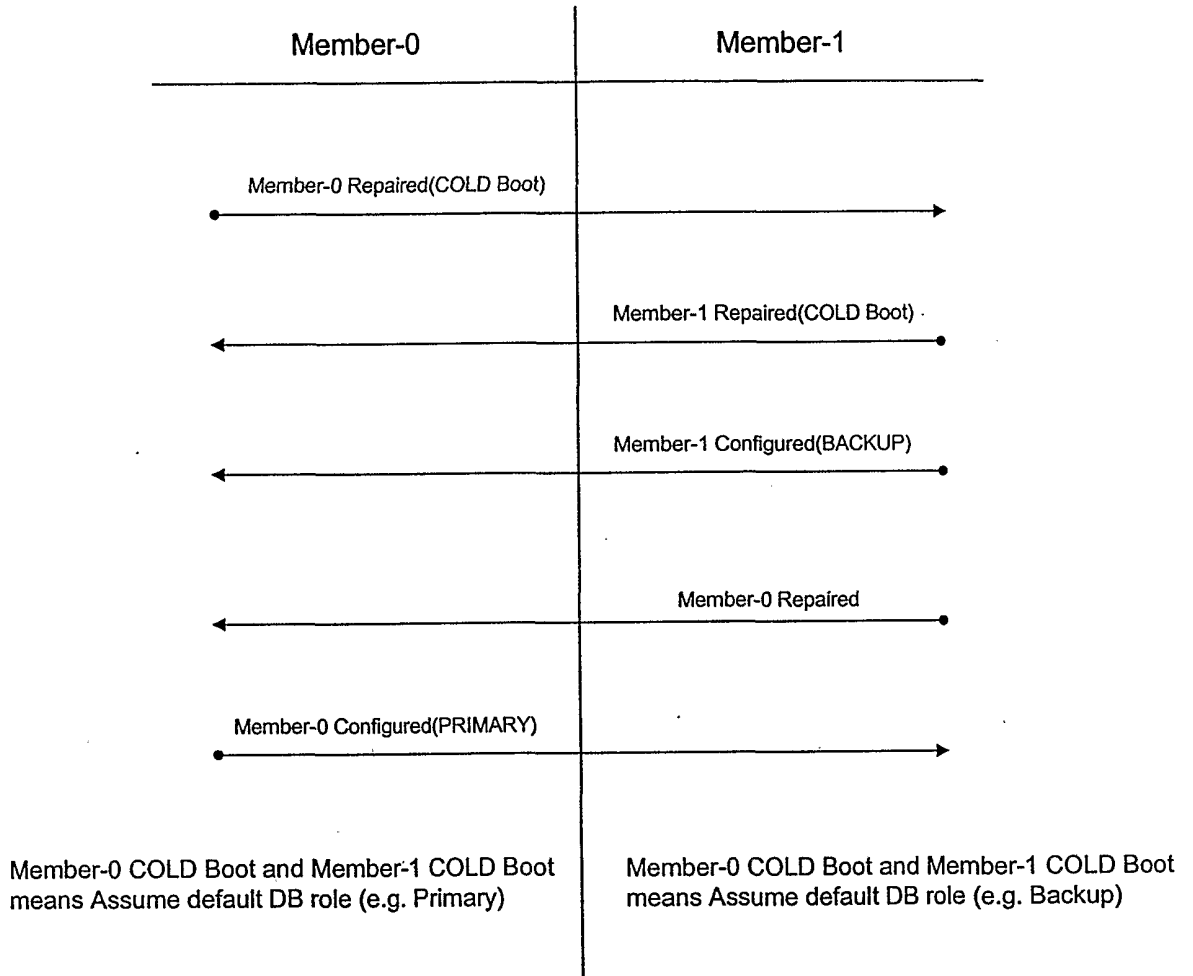 Member-0
Member-1
Member-0 Repaired(COLD Boot)
Member-1 Repaired(COLD Boot)
Member-1 Configured(BACKUP)
Member-0 Repaired
Member-0 Configured(PRIMARY)
Member-0 COLD Boot and Member-1 COLD Boot
means Assume default DB role (e.g. Primary)
Member-0 COLD Boot and Member-1 COLD Boot
means Assume default DB role (e.g. Backup)